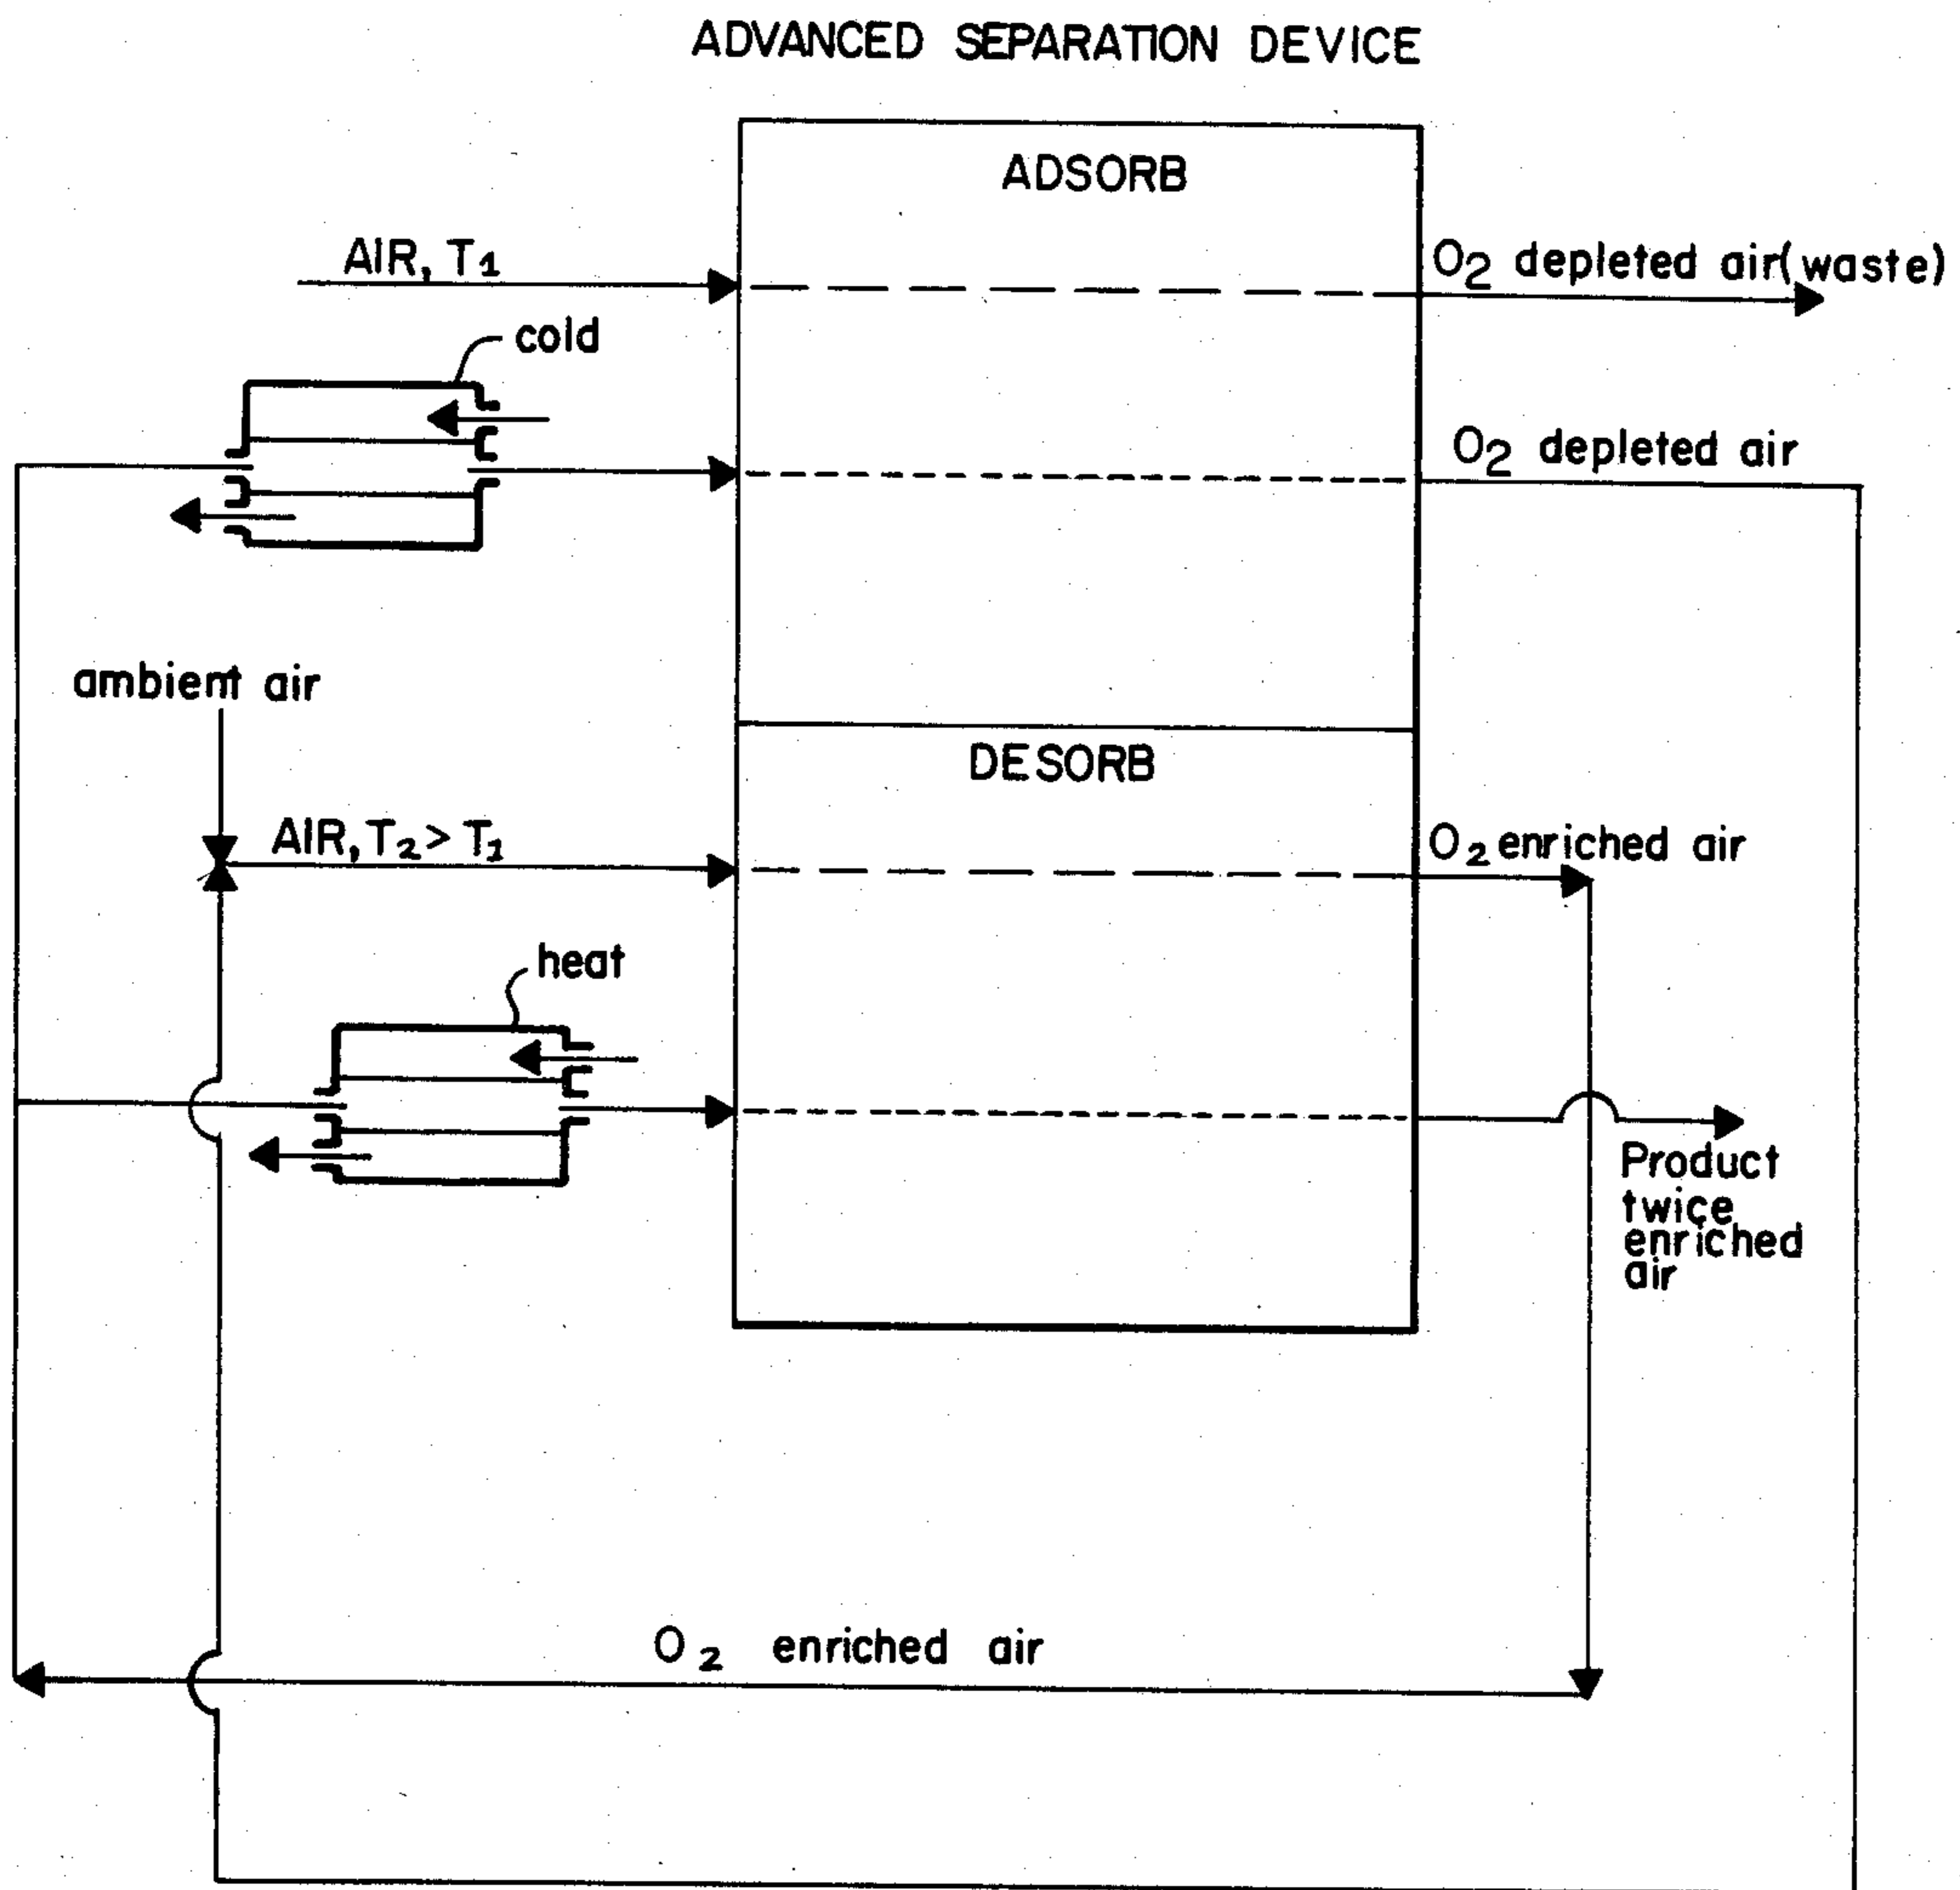 ADVANCED SEPARATION DEVICE
ADSORB
AIR, T1
O2 depleted air (waste)
cold
O2 depleted air
ambient air
DESORB
AIR, T2 > T1
O2 enriched air
heat
Product
twice
enriched
air
O2 enriched air